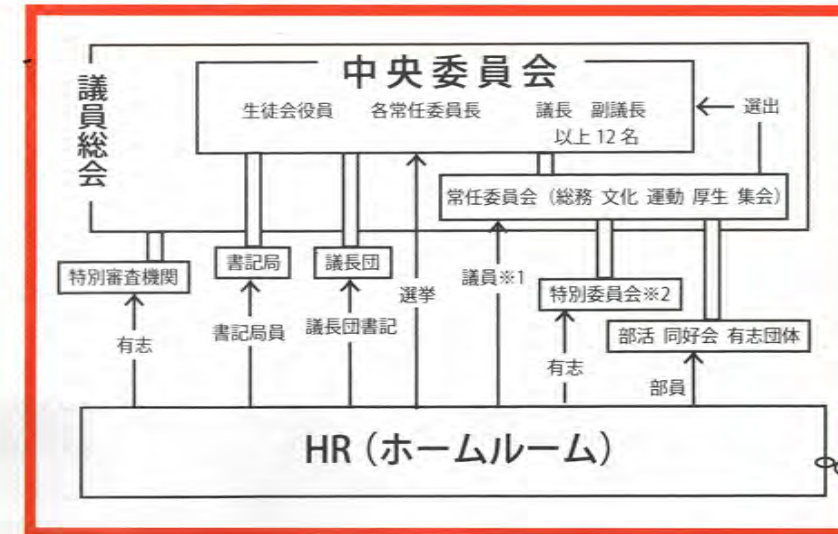 議員総会
中央委員会
生徒会役員 各常任委員長 議長 副議長
以上12名
選出
常任委員会（総務 文化 運動 厚生 集会）
特別審査機関
書記局
議長団
選挙
議員※1
特別委員会※2
部活 同好会 有志団体
有志
書記局員
議長団書記
有志
部員
HR（ホームルーム）